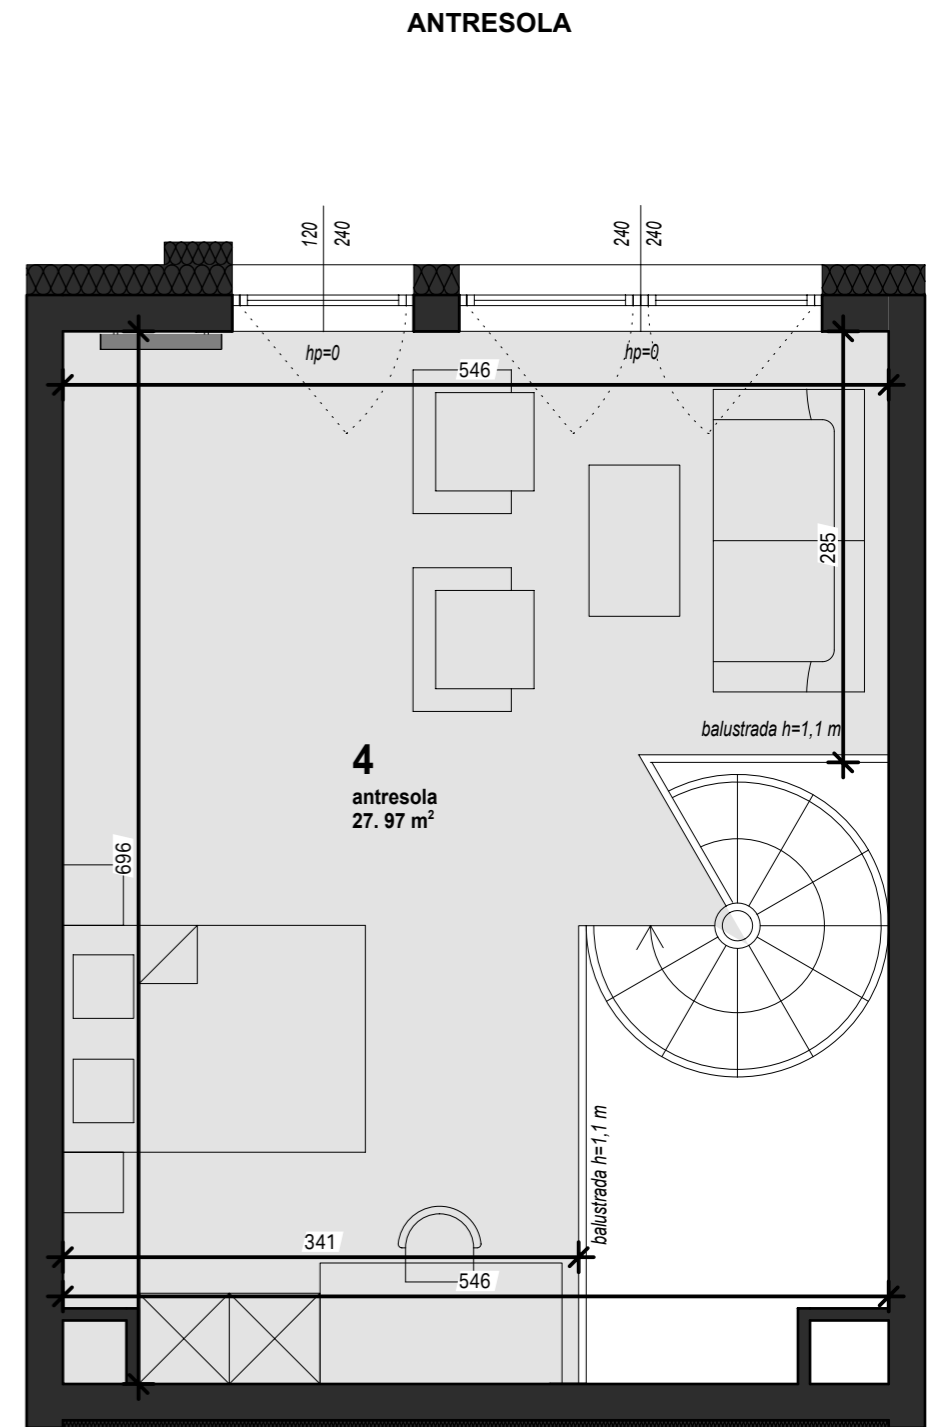 ANTRESOLA
120
240
240
240
hp=0
hp=0
546
285
balustrada h=1,1 m
4
antresola
27. 97 m²
696
balustrada h=1,1 m
341
546